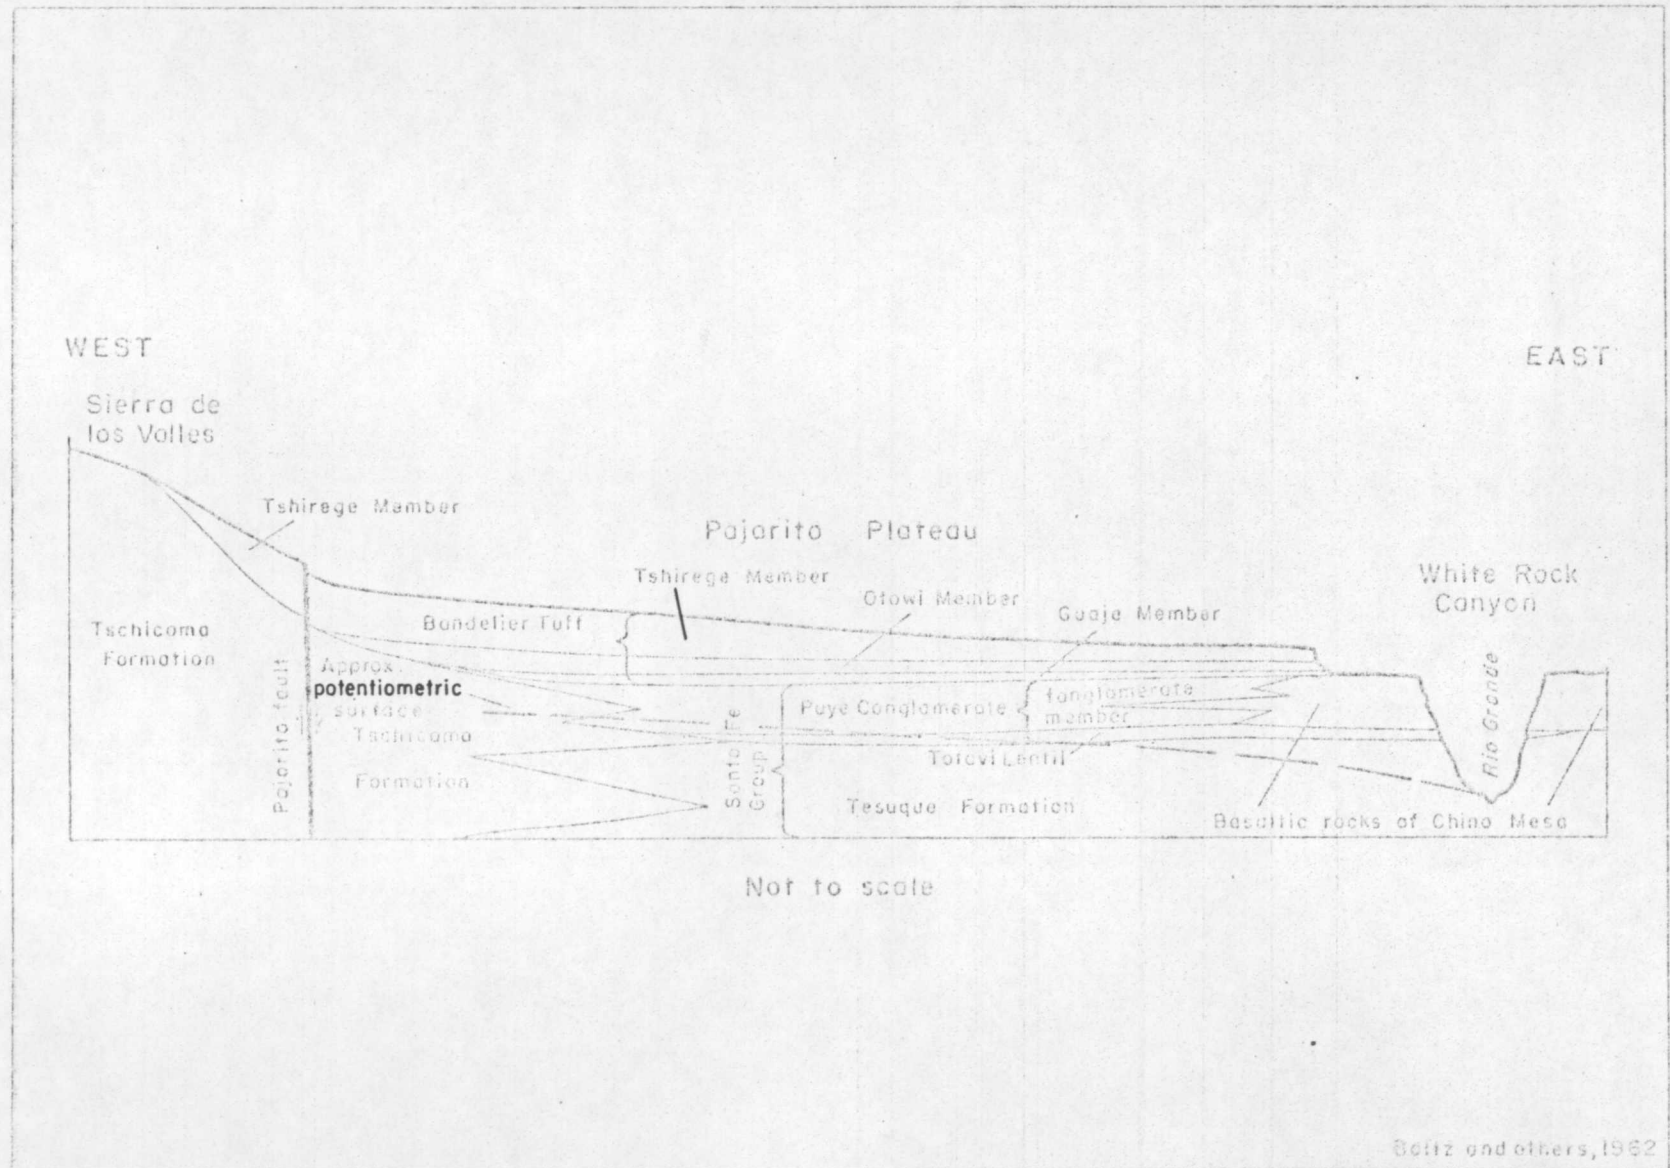 WEST
EAST
Sierra de
los Valles
Tshirege Member
Pajarito Plateau
Tshirege Member
Otowi Member
Guaje Member
White Rock
Canyon
Bandelier Tuff
Tschicoma
Formation
Pajarito fault
Approx.
potentiometric
surface
Tschicoma
Formation
Santa Fe
Group
Puye Conglomerate
fanglomerate
member
Totavi Lentil
Tesuque Formation
Rio Grande
Basaltic rocks of Chino Mesa
Not to scale
and others, 1962